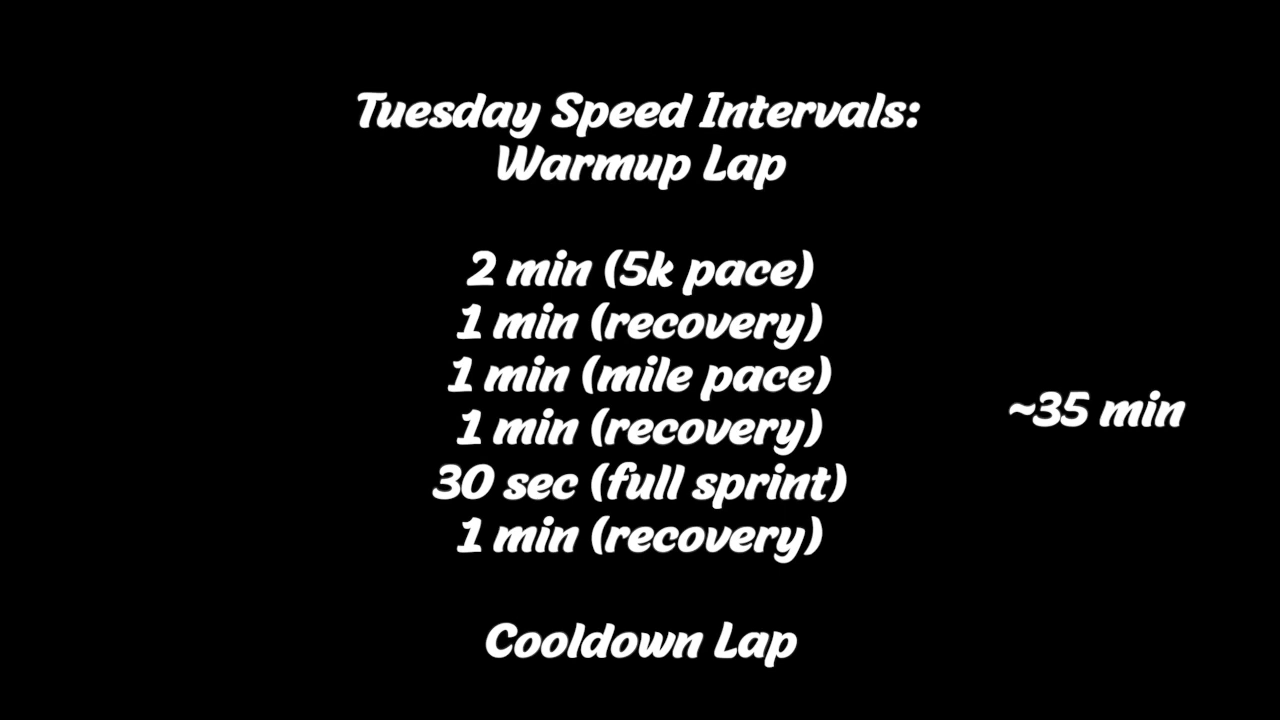 Tuesday Speed Intervals:
Warmup Lap
2 min (5k pace)
1 min (recovery)
1 min (mile pace)
1 min (recovery)
30 sec (full sprint)
1 min (recovery)
~35 min
Cooldown Lap